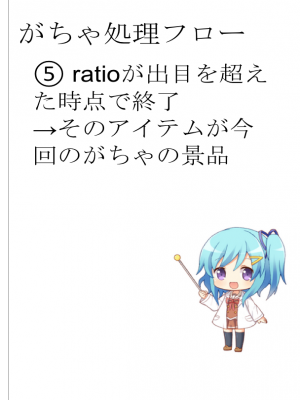 がちゃ処理フロー
⑤ ratioが出目を超え
た時点で終了
→そのアイテムが今
回のがちゃの景品